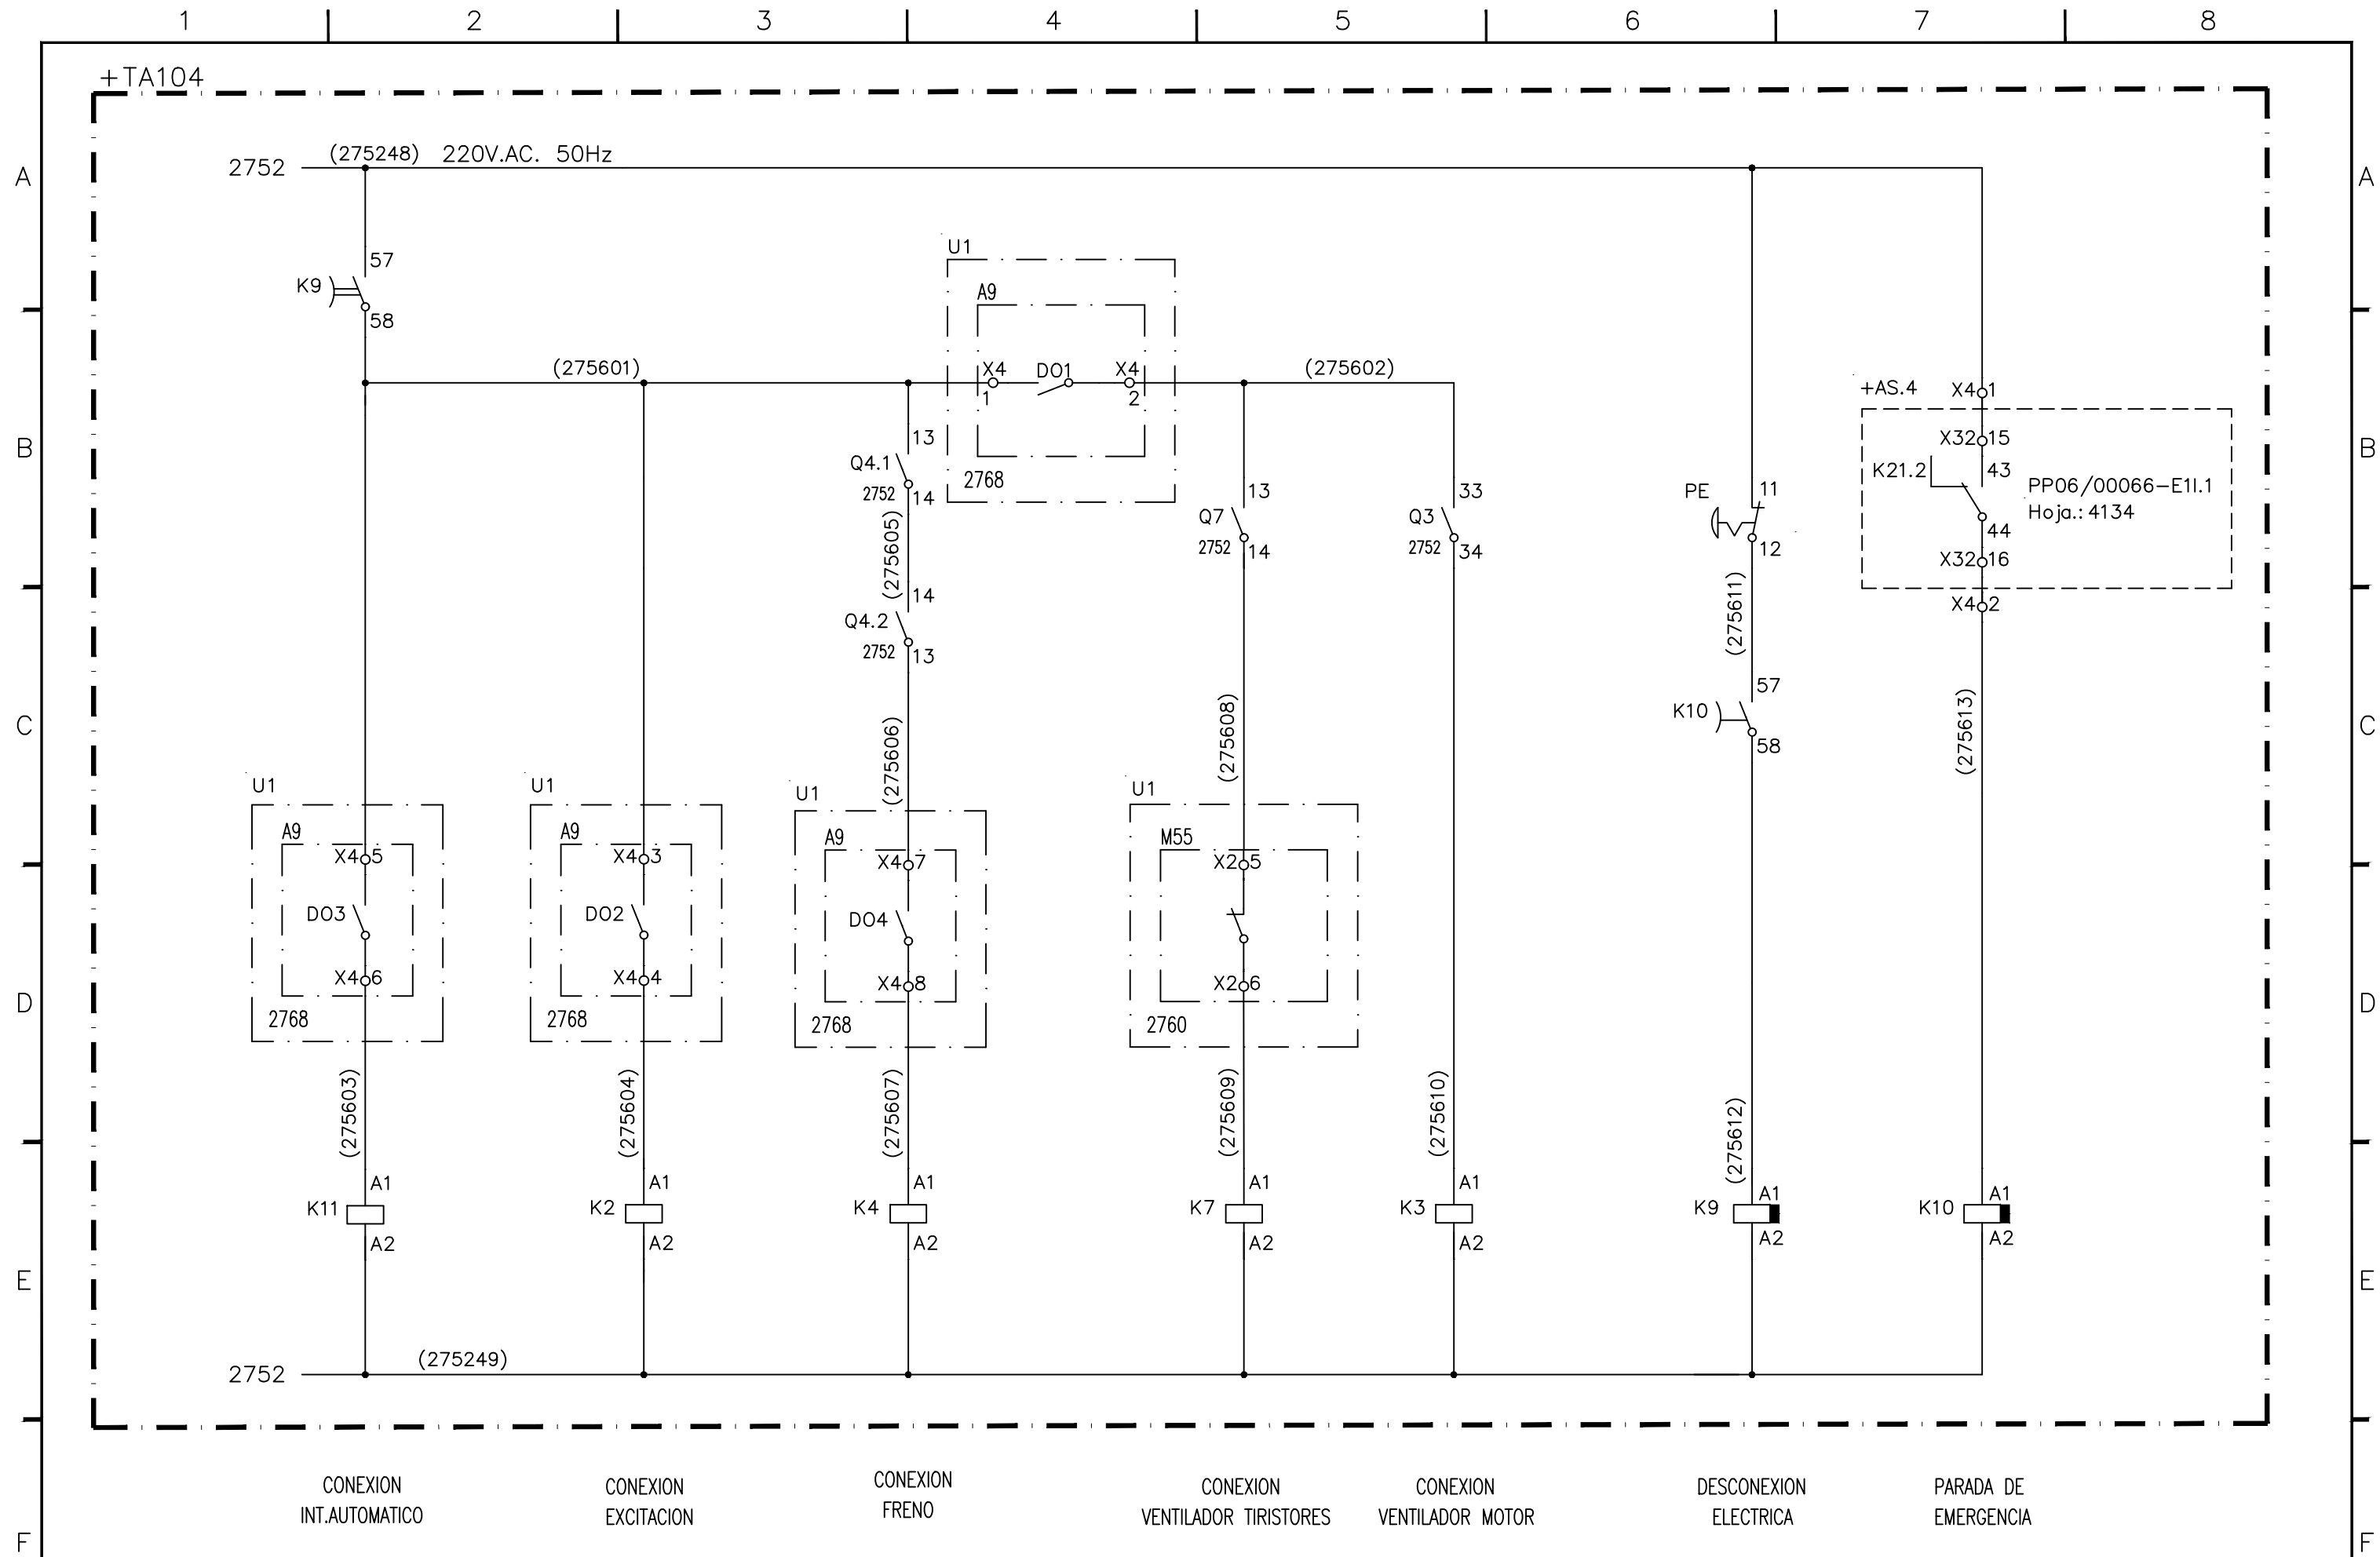 1 2 3 4 5 6 7 8
+TA104
A
2752 (275248) 220V.AC. 50Hz
A
57
K9
58
U1
A9
(275601)
X4 DO1 X4
1 2
2768
(275602)
+AS.4 X4 1
B
13
Q4.1
2752 14
(275605)
13
Q7
2752 14
33
Q3
2752 34
PE 11
12
X32 15
K21.2 43
PP06/00066-E1I.1
Hoja.: 4134
44
X32 16
X4 2
B
14
Q4.2
2752 13
(275611)
C
(275606)
(275608)
57
K10
58
(275613)
C
U1
A9
X4 5
DO3
X4 6
2768
U1
A9
X4 3
DO2
X4 4
2768
U1
A9
X4 7
DO4
X4 8
2768
U1
M55
X2 5
X2 6
2760
D
D
(275603)
(275604)
(275607)
(275609)
(275610)
(275612)
A1
K11
A2
A1
K2
A2
A1
K4
A2
A1
K7
A2
A1
K3
A2
A1
K9
A2
A1
K10
A2
E
E
2752 (275249)
CONEXION
INT.AUTOMATICO
CONEXION
EXCITACION
CONEXION
FRENO
CONEXION
VENTILADOR TIRISTORES
CONEXION
VENTILADOR MOTOR
DESCONEXION
ELECTRICA
PARADA DE
EMERGENCIA
F
F